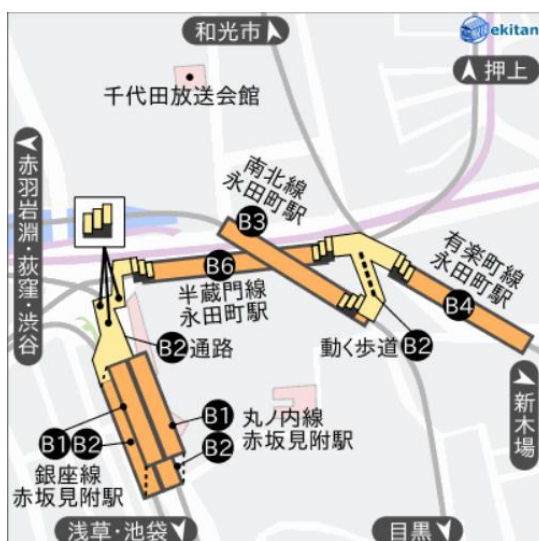 和光市
ekitan
押上
千代田放送会館
赤羽岩淵・荻窪・渋谷
南北線
永田町駅
B3
有楽町線
永田町駅
B6
半蔵門線
永田町駅
B4
B2通路
動く歩道B2
新木場
B1
丸ノ内線
赤坂見附駅
B2
B1 B2
銀座線
赤坂見附駅
浅草・池袋
目黒